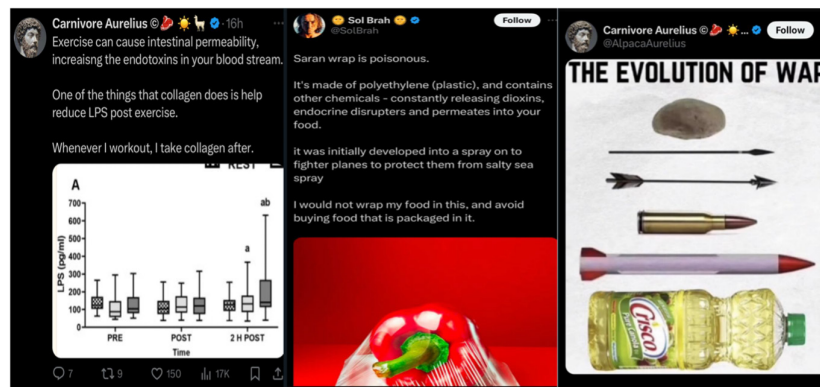 Carnivore Aurelius © 16h
Exercise can cause intestinal permeability,
increaisng the endotoxins in your blood stream.
One of the things that collagen does is help
reduce LPS post exercise.
Whenever I workout, I take collagen after.
REST
A
LPS (pg/ml)
700
600
500
400
300
200
100
0
a
ab
PRE POST 2 H POST
Time
7 9 150 17K
Sol Brah
@SolBrah
Follow
Saran wrap is poisonous.
It's made of polyethylene (plastic), and contains
other chemicals - constantly releasing dioxins,
endocrine disrupters and permeates into your
food.
it was initially developed into a spray on to
fighter planes to protect them from salty sea
spray
I would not wrap my food in this, and avoid
buying food that is packaged in it.
Carnivore Aurelius © ...
@AlpacaAurelius
Follow
THE EVOLUTION OF WAR
Crisco